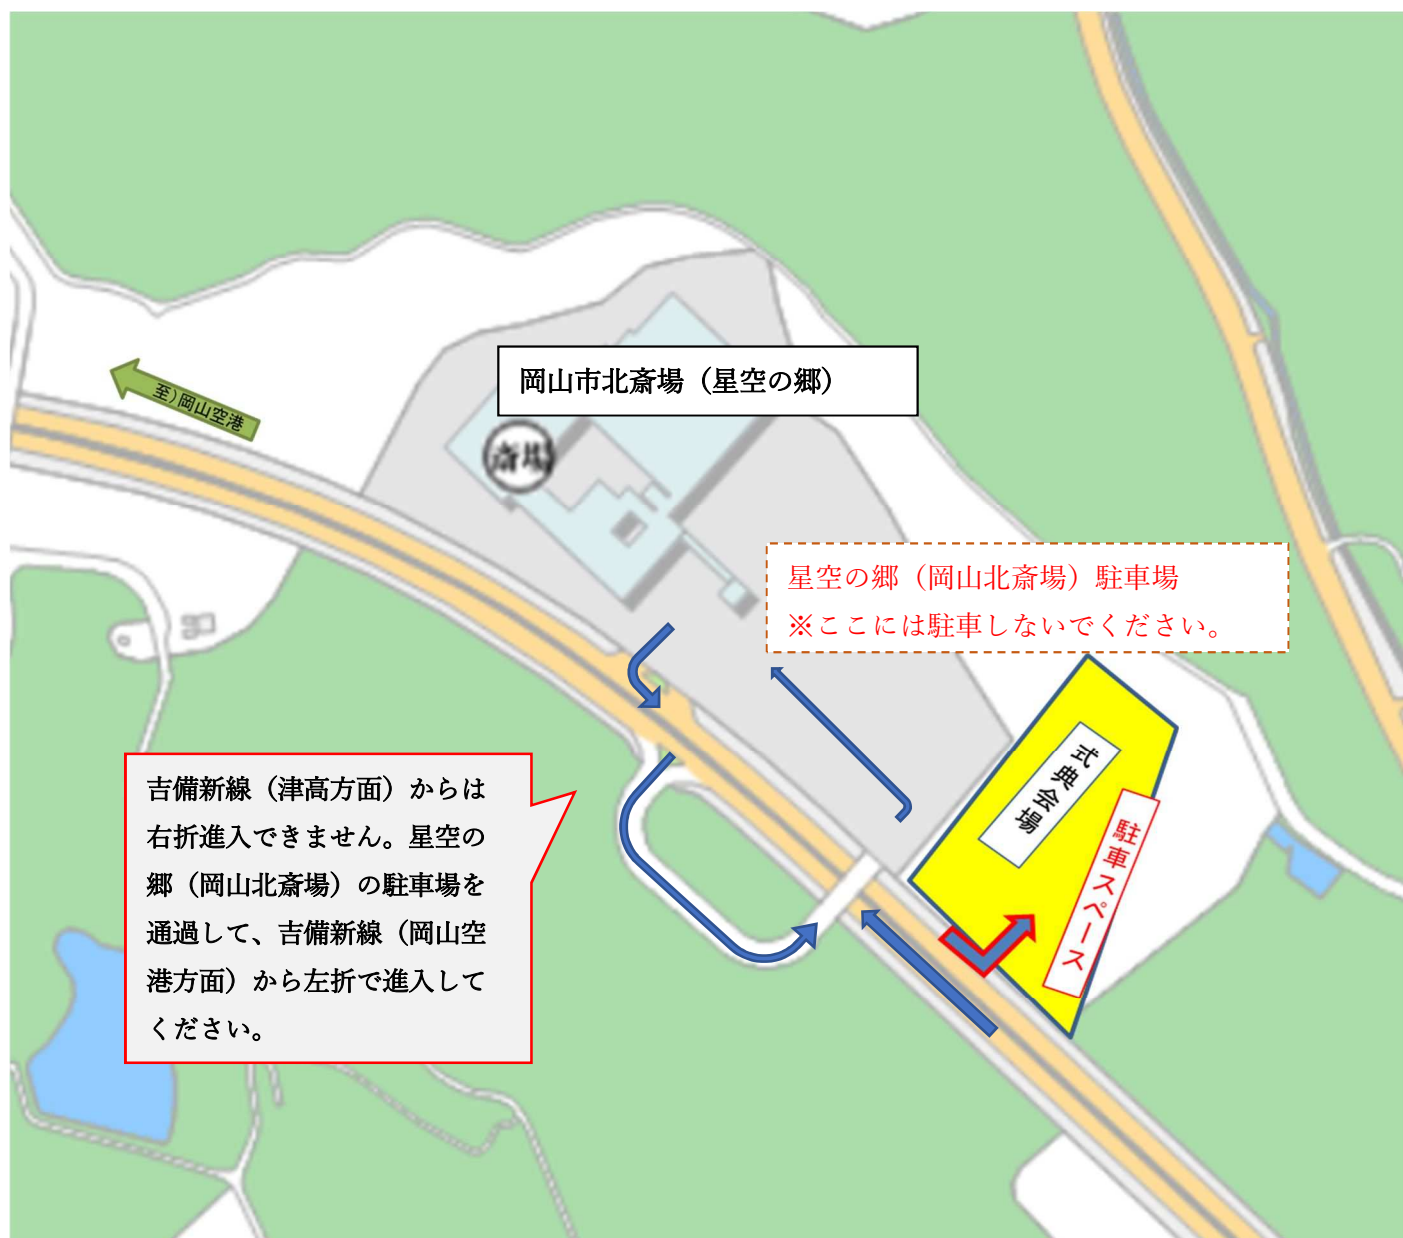 至）岡山空港
岡山市北斎場（星空の郷）
斎場
星空の郷（岡山北斎場）駐車場
※ここには駐車しないでください。
式典会場
駐車スペース
吉備新線（津高方面）からは
右折進入できません。星空の
郷（岡山北斎場）の駐車場を
通過して、吉備新線（岡山空
港方面）から左折で進入して
ください。